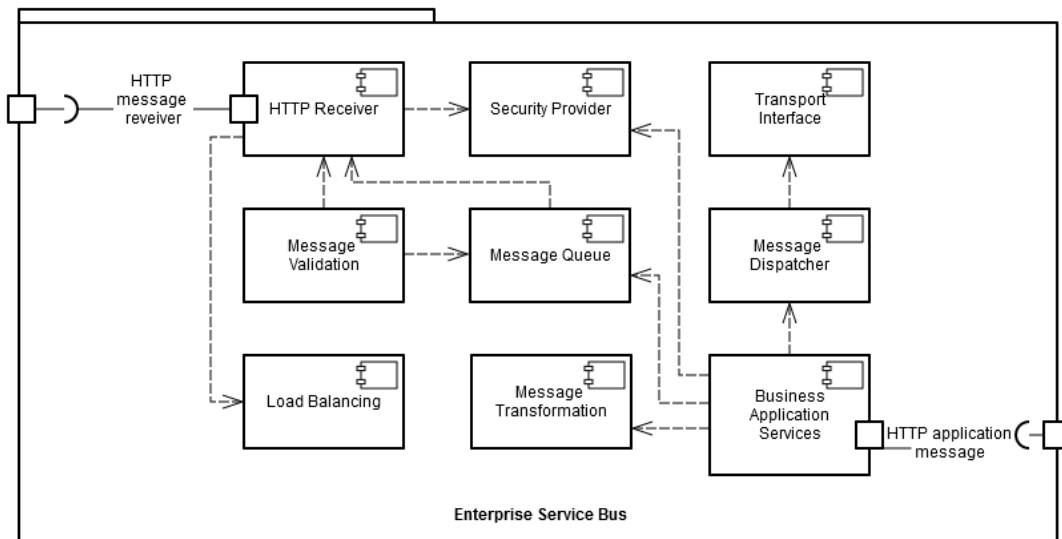 HTTP
message
reveiver
HTTP Receiver
Security Provider
Transport
Interface
Message
Validation
Message Queue
Message
Dispatcher
Load Balancing
Message
Transformation
Business
Application
Services
HTTP application
message
Enterprise Service Bus